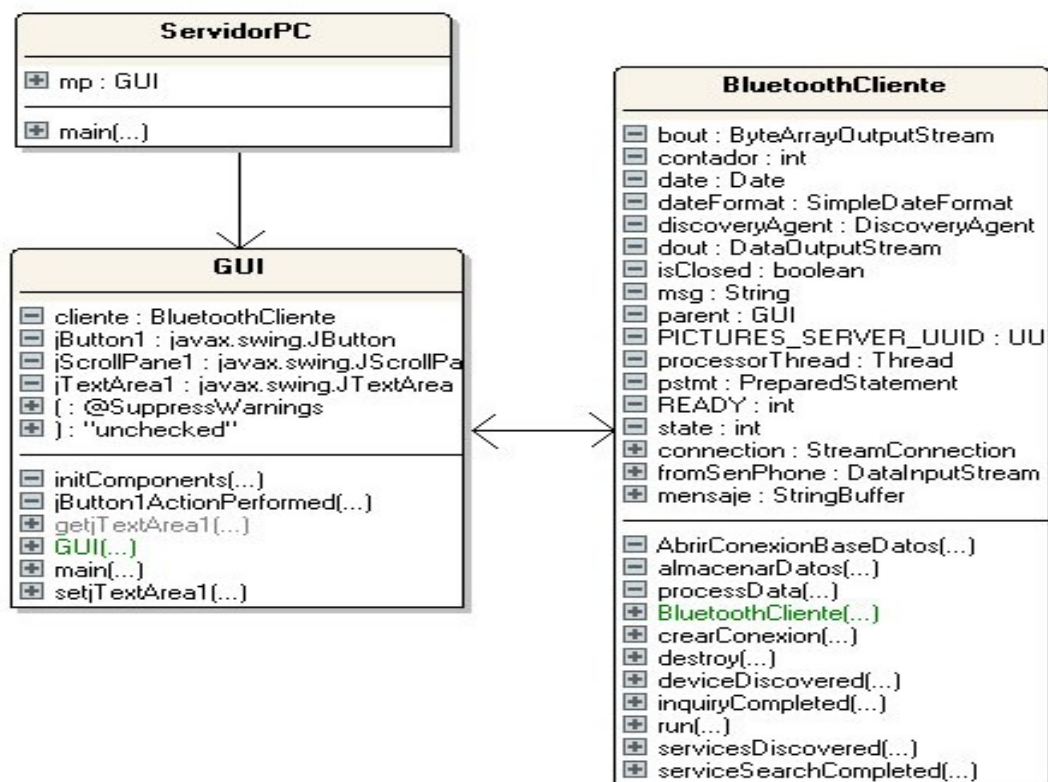 ServidorPC
mp : GUI
main(...)
GUI
cliente : BluetoothCliente
jButton1 : javax.swing.JButton
jScrollPane1 : javax.swing.JScrollPa
jTextArea1 : javax.swing.JTextArea
( : @SuppressWarnings
) : "unchecked"
initComponents(...)
jButton1ActionPerformed(...)
getjTextArea1(...)
GUI(...)
main(...)
setjTextArea1(...)
BluetoothCliente
bout : ByteArrayOutputStream
contador : int
date : Date
dateFormat : SimpleDateFormat
discoveryAgent : DiscoveryAgent
dout : DataOutputStream
isClosed : boolean
msg : String
parent : GUI
PICTURES_SERVER_UUID : UU
processorThread : Thread
pstmt : PreparedStatement
READY : int
state : int
connection : StreamConnection
fromSenPhone : DataInputStream
mensaje : StringBuffer
AbrirConexionBaseDatos(...)
almacenarDatos(...)
processData(...)
BluetoothCliente(...)
crearConexion(...)
destroy(...)
deviceDiscovered(...)
inquiryCompleted(...)
run(...)
servicesDiscovered(...)
serviceSearchCompleted(...)